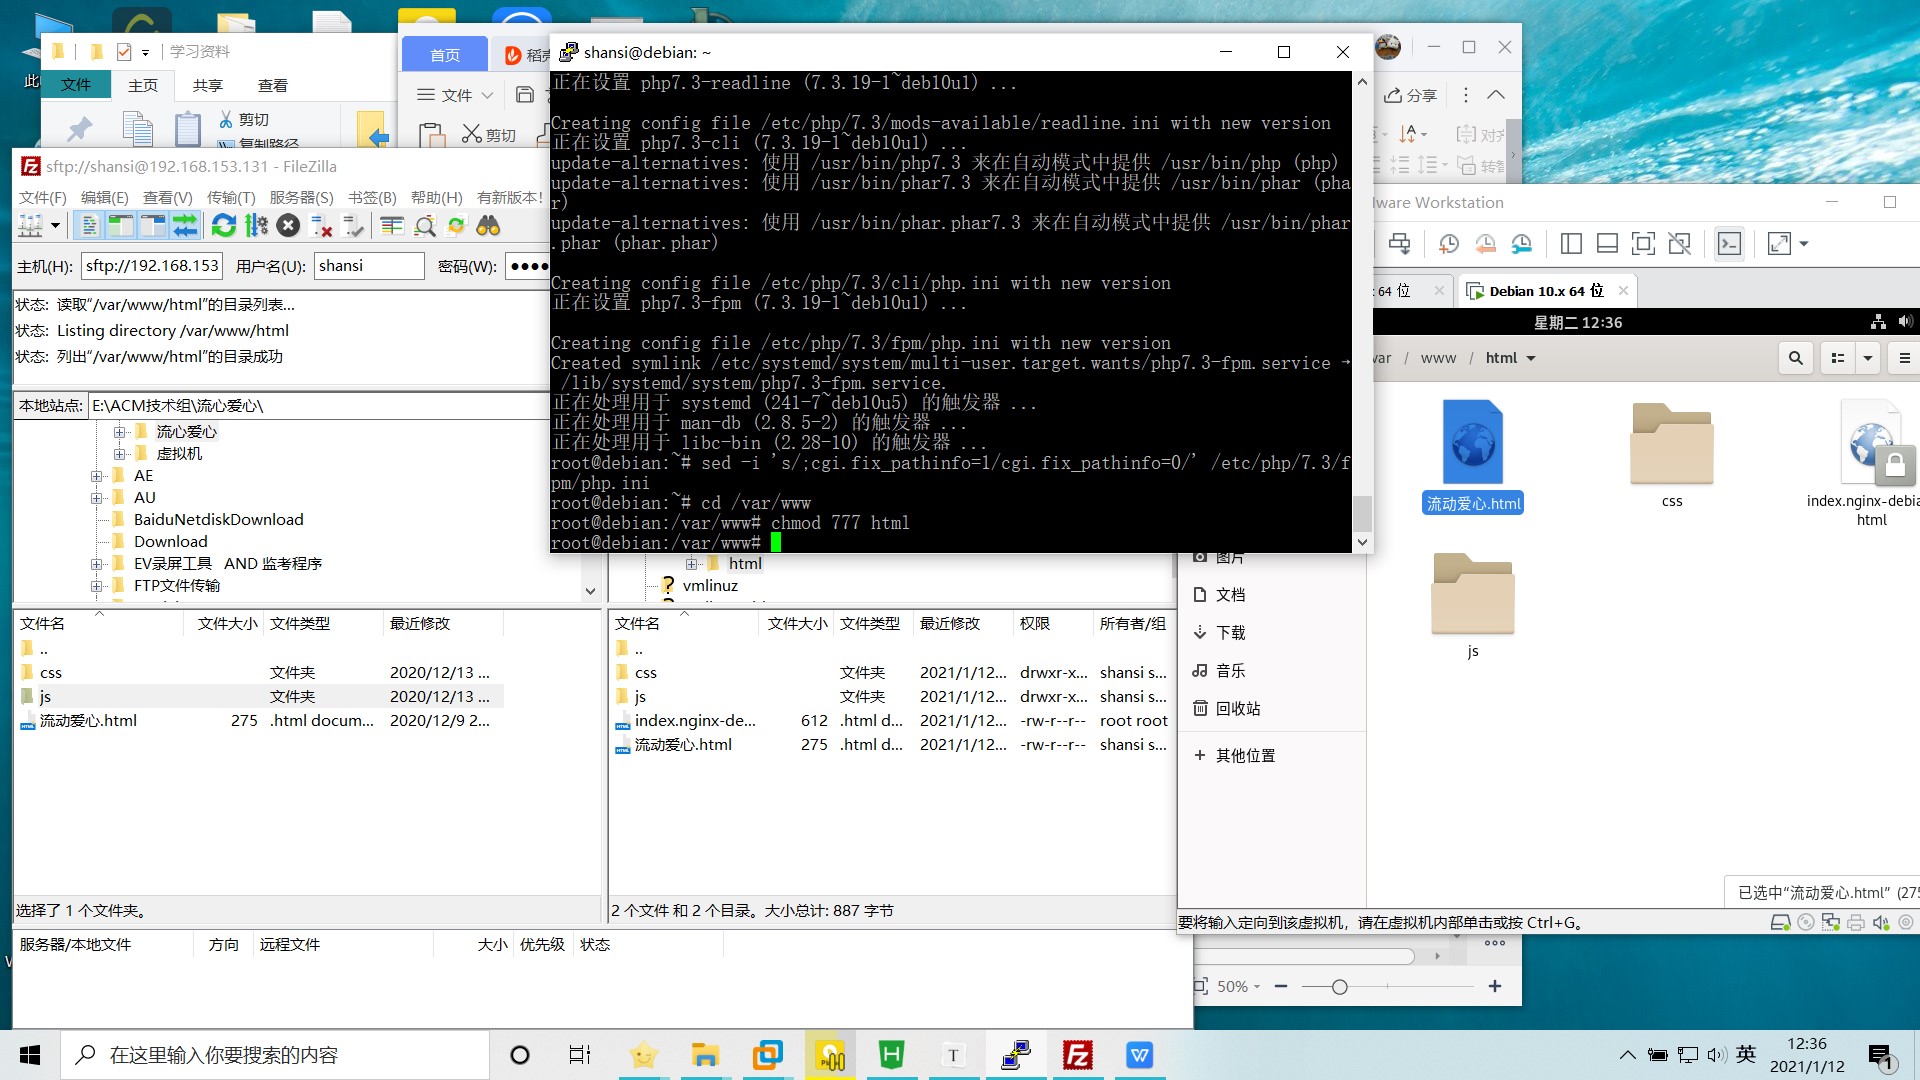 学习资料
文件
主页
共享
查看
剪切
复制路径
首页
文件
剪切
分享
shansi@debian: ~
正在设置 php7.3-readline (7.3.19-1~deb10u1) ...
Creating config file /etc/php/7.3/mods-available/readline.ini with new version
正在设置 php7.3-cli (7.3.19-1~deb10u1) ...
update-alternatives: 使用 /usr/bin/php7.3 来在自动模式中提供 /usr/bin/php (php)
update-alternatives: 使用 /usr/bin/phar7.3 来在自动模式中提供 /usr/bin/phar (pha
r)
update-alternatives: 使用 /usr/bin/phar.phar7.3 来在自动模式中提供 /usr/bin/phar
.phar (phar.phar)
Creating config file /etc/php/7.3/cli/php.ini with new version
正在设置 php7.3-fpm (7.3.19-1~deb10u1) ...
Creating config file /etc/php/7.3/fpm/php.ini with new version
Created symlink /etc/systemd/system/multi-user.target.wants/php7.3-fpm.service →
/lib/systemd/system/php7.3-fpm.service.
正在处理用于 systemd (241-7~deb10u5) 的触发器 ...
正在处理用于 man-db (2.8.5-2) 的触发器 ...
正在处理用于 libc-bin (2.28-10) 的触发器 ...
root@debian:~# sed -i 's/;cgi.fix_pathinfo=1/cgi.fix_pathinfo=0/' /etc/php/7.3/f
pm/php.ini
root@debian:~# cd /var/www
root@debian:/var/www# chmod 777 html
root@debian:/var/www#
sftp://shansi@192.168.153.131 - FileZilla
文件(F) 编辑(E) 查看(V) 传输(T) 服务器(S) 书签(B) 帮助(H) 有新版本!
主机(H): sftp://192.168.153 用户名(U): shansi 密码(W): ●●●●
状态: 读取“/var/www/html”的目录列表...
状态: Listing directory /var/www/html
状态: 列出“/var/www/html”的目录成功
本地站点: E:\ACM技术组\流心爱心\
流心爱心
虚拟机
AE
AU
BaiduNetdiskDownload
Download
EV录屏工具 AND 监考程序
FTP文件传输
html
vmlinuz
文件名 文件大小 文件类型 最近修改
..
css 文件夹 2020/12/13 ...
js 文件夹 2020/12/13 ...
流动爱心.html 275 .html docum... 2020/12/9 2...
选择了 1 个文件夹。
文件名 文件大小 文件类型 最近修改 权限 所有者/组
..
css 文件夹 2021/1/12... drwxr-x... shansi s...
js 文件夹 2021/1/12... drwxr-x... shansi s...
index.nginx-de... 612 .html d... 2021/1/12... -rw-r--r-- root root
流动爱心.html 275 .html d... 2021/1/12... -rw-r--r-- shansi s...
2 个文件 和 2 个目录。大小总计: 887 字节
服务器/本地文件 方向 远程文件 大小 优先级 状态
ware Workstation
64 位
Debian 10.x 64 位
星期二 12:36
var / www / html
流动爱心.html
css
index.nginx-debia
html
js
图片
文档
下载
音乐
回收站
其他位置
已选中“流动爱心.html” (275
要将输入定向到该虚拟机，请在虚拟机内部单击或按 Ctrl+G。
50%
在这里输入你要搜索的内容
英
12:36
2021/1/12
1